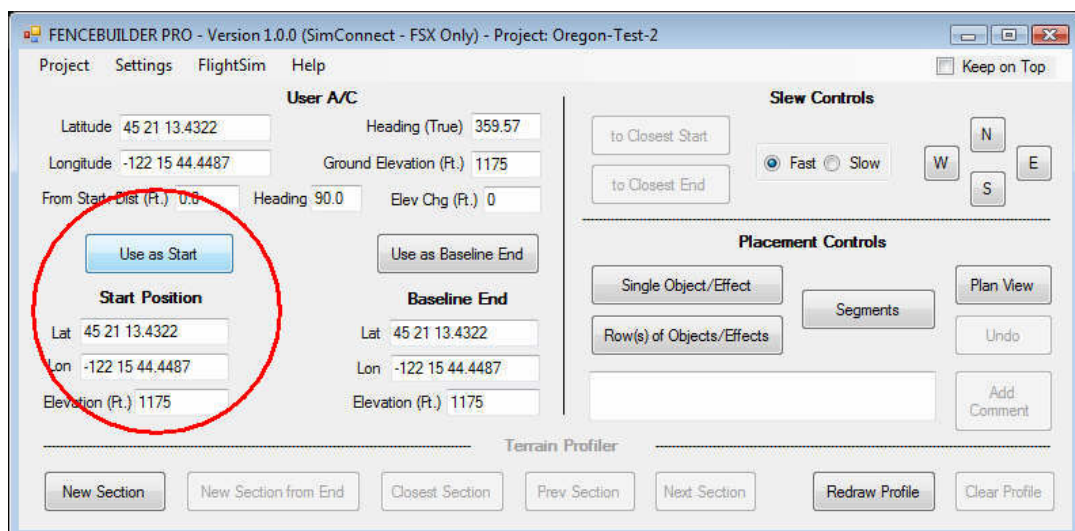 FENCEBUILDER PRO - Version 1.0.0 (SimConnect - FSX Only) - Project: Oregon-Test-2
Project Settings FlightSim Help
Keep on Top
User A/C
Latitude 45 21 13.4322 Heading (True) 359.57
Longitude -122 15 44.4487 Ground Elevation (Ft.) 1175
From Start: Dist (Ft.) 0.0 Heading 90.0 Elev Chg (Ft.) 0
Use as Start Use as Baseline End
Start Position Baseline End
Lat 45 21 13.4322 Lat 45 21 13.4322
Lon -122 15 44.4487 Lon -122 15 44.4487
Elevation (Ft.) 1175 Elevation (Ft.) 1175
Slew Controls
to Closest Start
to Closest End
Fast Slow
N
W E
S
Placement Controls
Single Object/Effect
Row(s) of Objects/Effects
Segments
Plan View
Undo
Add
Comment
Terrain Profiler
New Section New Section from End Closest Section Prev Section Next Section Redraw Profile Clear Profile